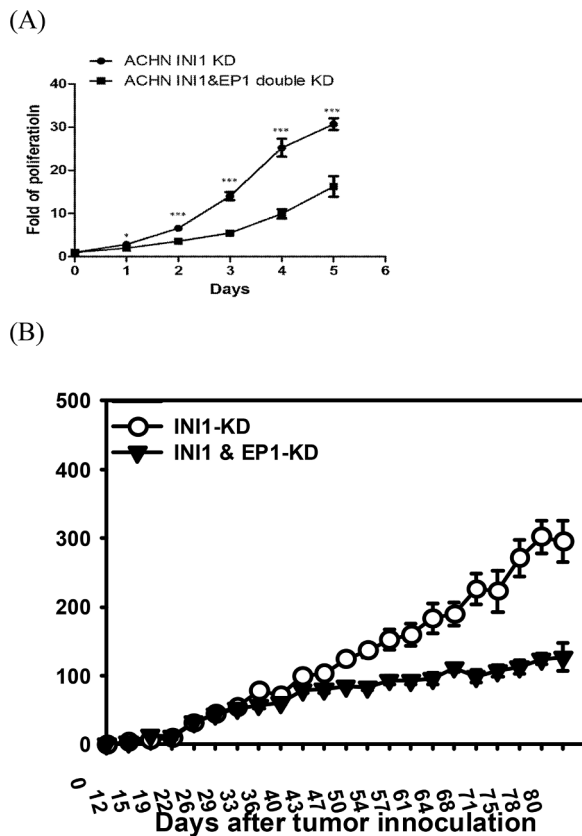 (A)
ACHN INI1 KD
ACHN INI1&EP1 double KD
Fold of poliferatioin
40
30
20
10
0
*
***
***
***
***
0 1 2 3 4 5 6
Days
(B)
500
400
300
200
100
0
INI1-KD
INI1 & EP1-KD
0 12 15 19 22 26 29 33 36 40 43 47 50 54 57 61 64 68 71 75 78 80
Days after tumor innoculation